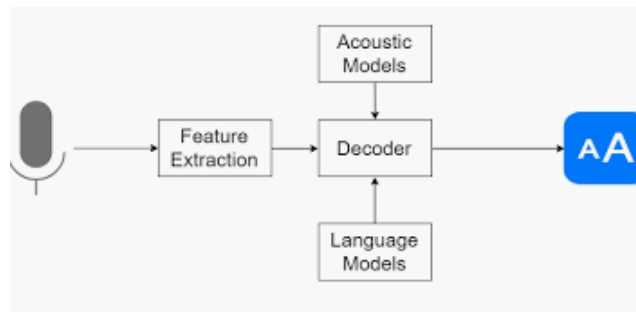 Acoustic
Models
Feature
Extraction
Decoder
AA
Language
Models